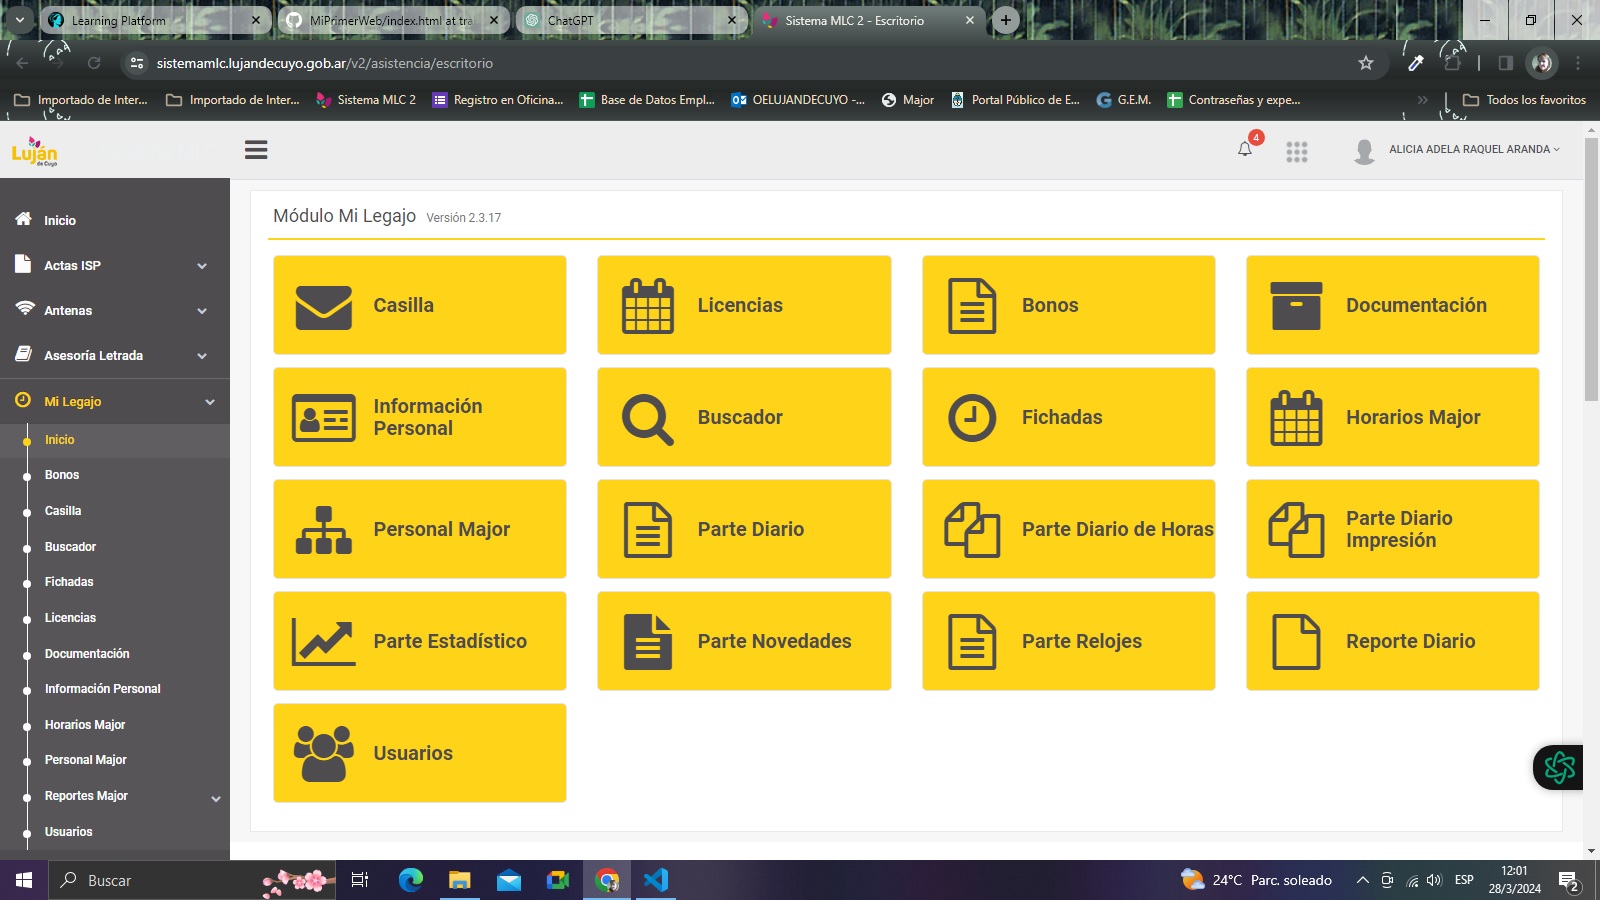 Learning Platform
MiPrimerWeb/index.html at tra
ChatGPT
Sistema MLC 2 - Escritorio
sistemamlc.lujandecuyo.gob.ar/v2/asistencia/escritorio
Importado de Inter...
Importado de Inter...
Sistema MLC 2
Registro en Oficina...
Base de Datos Empl...
OELUJANDECUYO -...
Major
Portal Público de E...
G.E.M.
Contraseñas y expe...
Todos los favoritos
Luján
de Cuyo
4
ALICIA ADELA RAQUEL ARANDA
Inicio
Actas ISP
Antenas
Asesoría Letrada
Mi Legajo
Inicio
Bonos
Casilla
Buscador
Fichadas
Licencias
Documentación
Información Personal
Horarios Major
Personal Major
Reportes Major
Usuarios
Módulo Mi Legajo Versión 2.3.17
Casilla
Licencias
Bonos
Documentación
Información
Personal
Buscador
Fichadas
Horarios Major
Personal Major
Parte Diario
Parte Diario de Horas
Parte Diario
Impresión
Parte Estadístico
Parte Novedades
Parte Relojes
Reporte Diario
Usuarios
Buscar
24°C Parc. soleado
ESP
12:01
28/3/2024
2